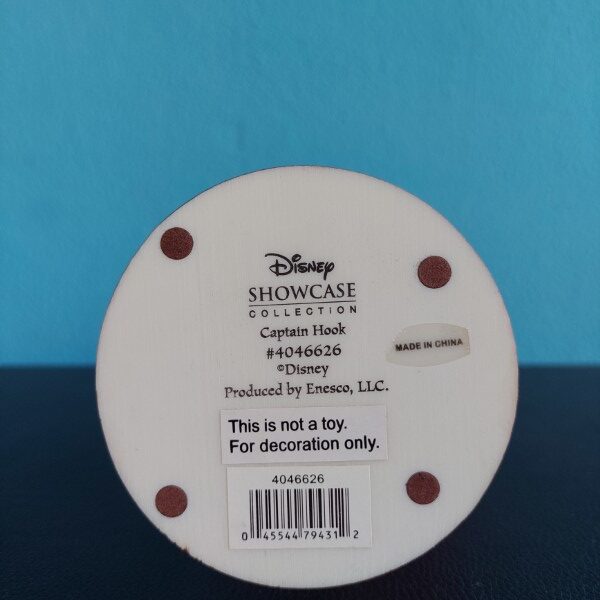 Disney
SHOWCASE
COLLECTION
Captain Hook
#4046626
©Disney
Produced by Enesco, LLC.
MADE IN CHINA
This is not a toy.
For decoration only.
4046626
0 45544 79431 2